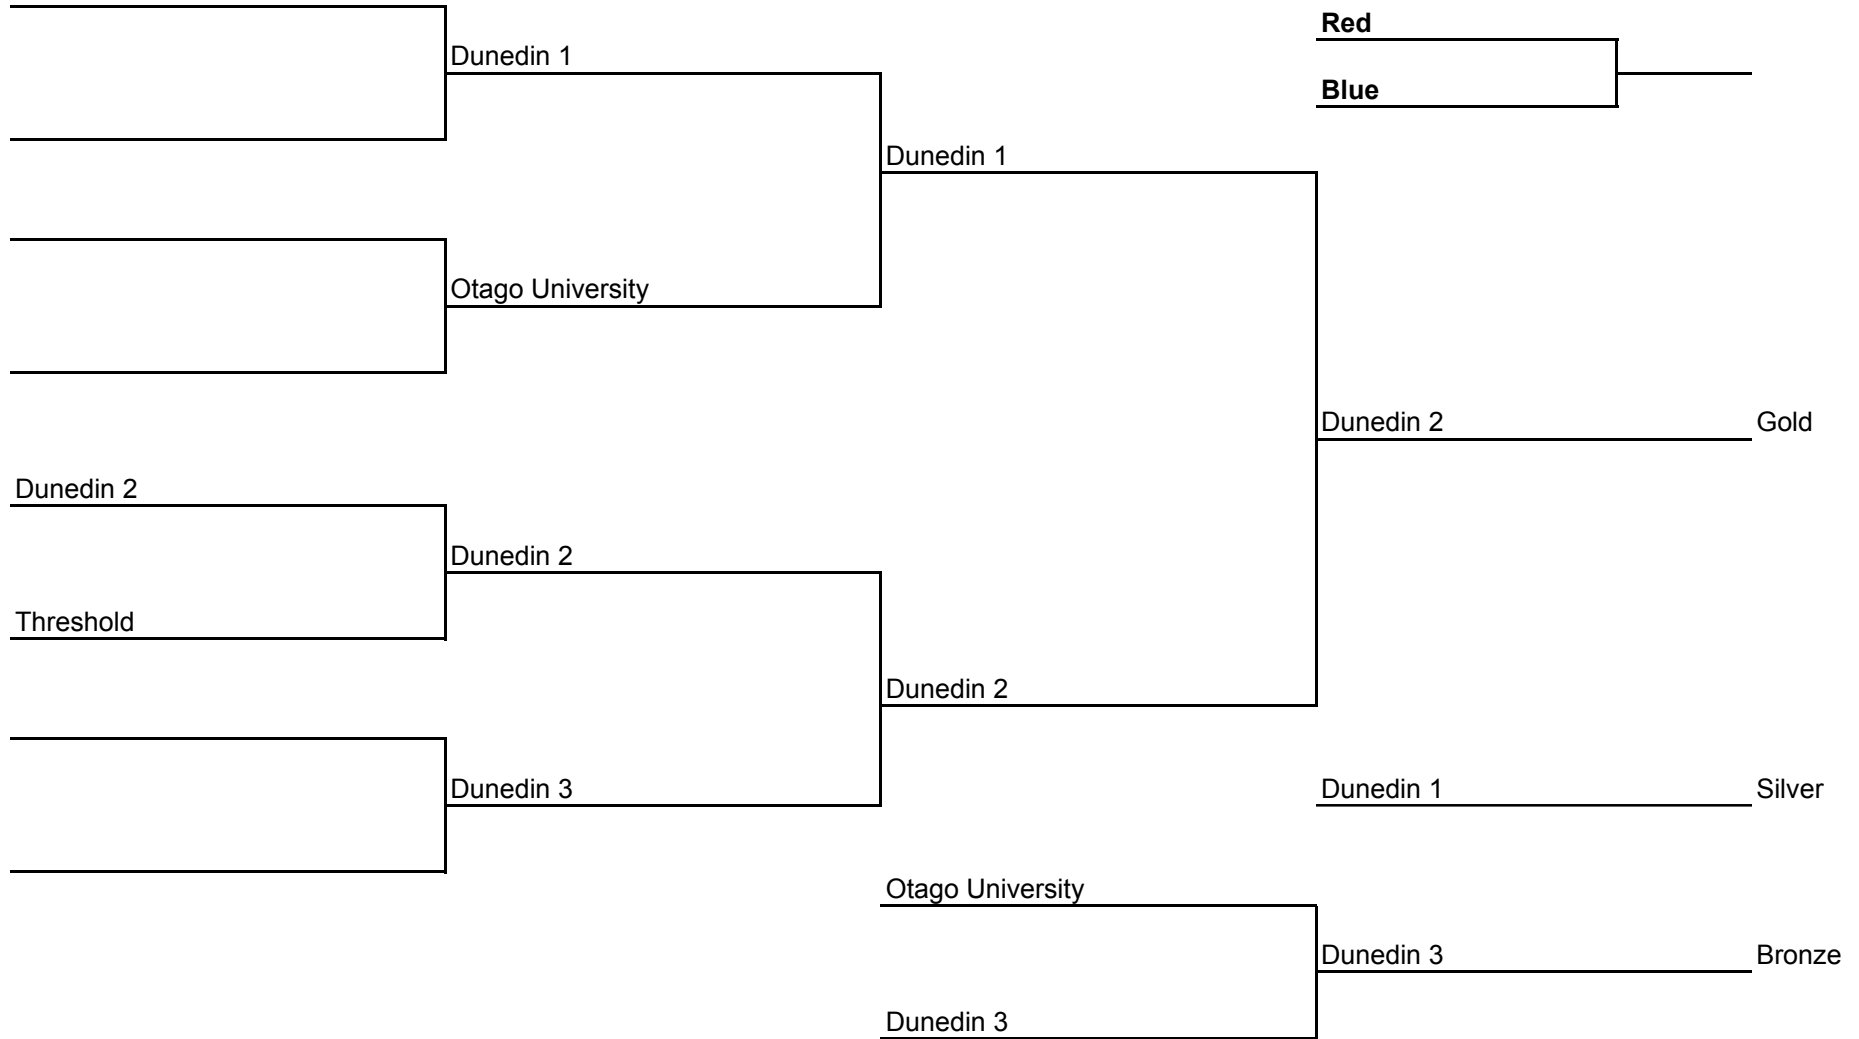 Red
Dunedin 1
Blue
Dunedin 1
Otago University
Dunedin 2
Gold
Dunedin 2
Dunedin 2
Threshold
Dunedin 2
Dunedin 3
Dunedin 1
Silver
Otago University
Dunedin 3
Bronze
Dunedin 3